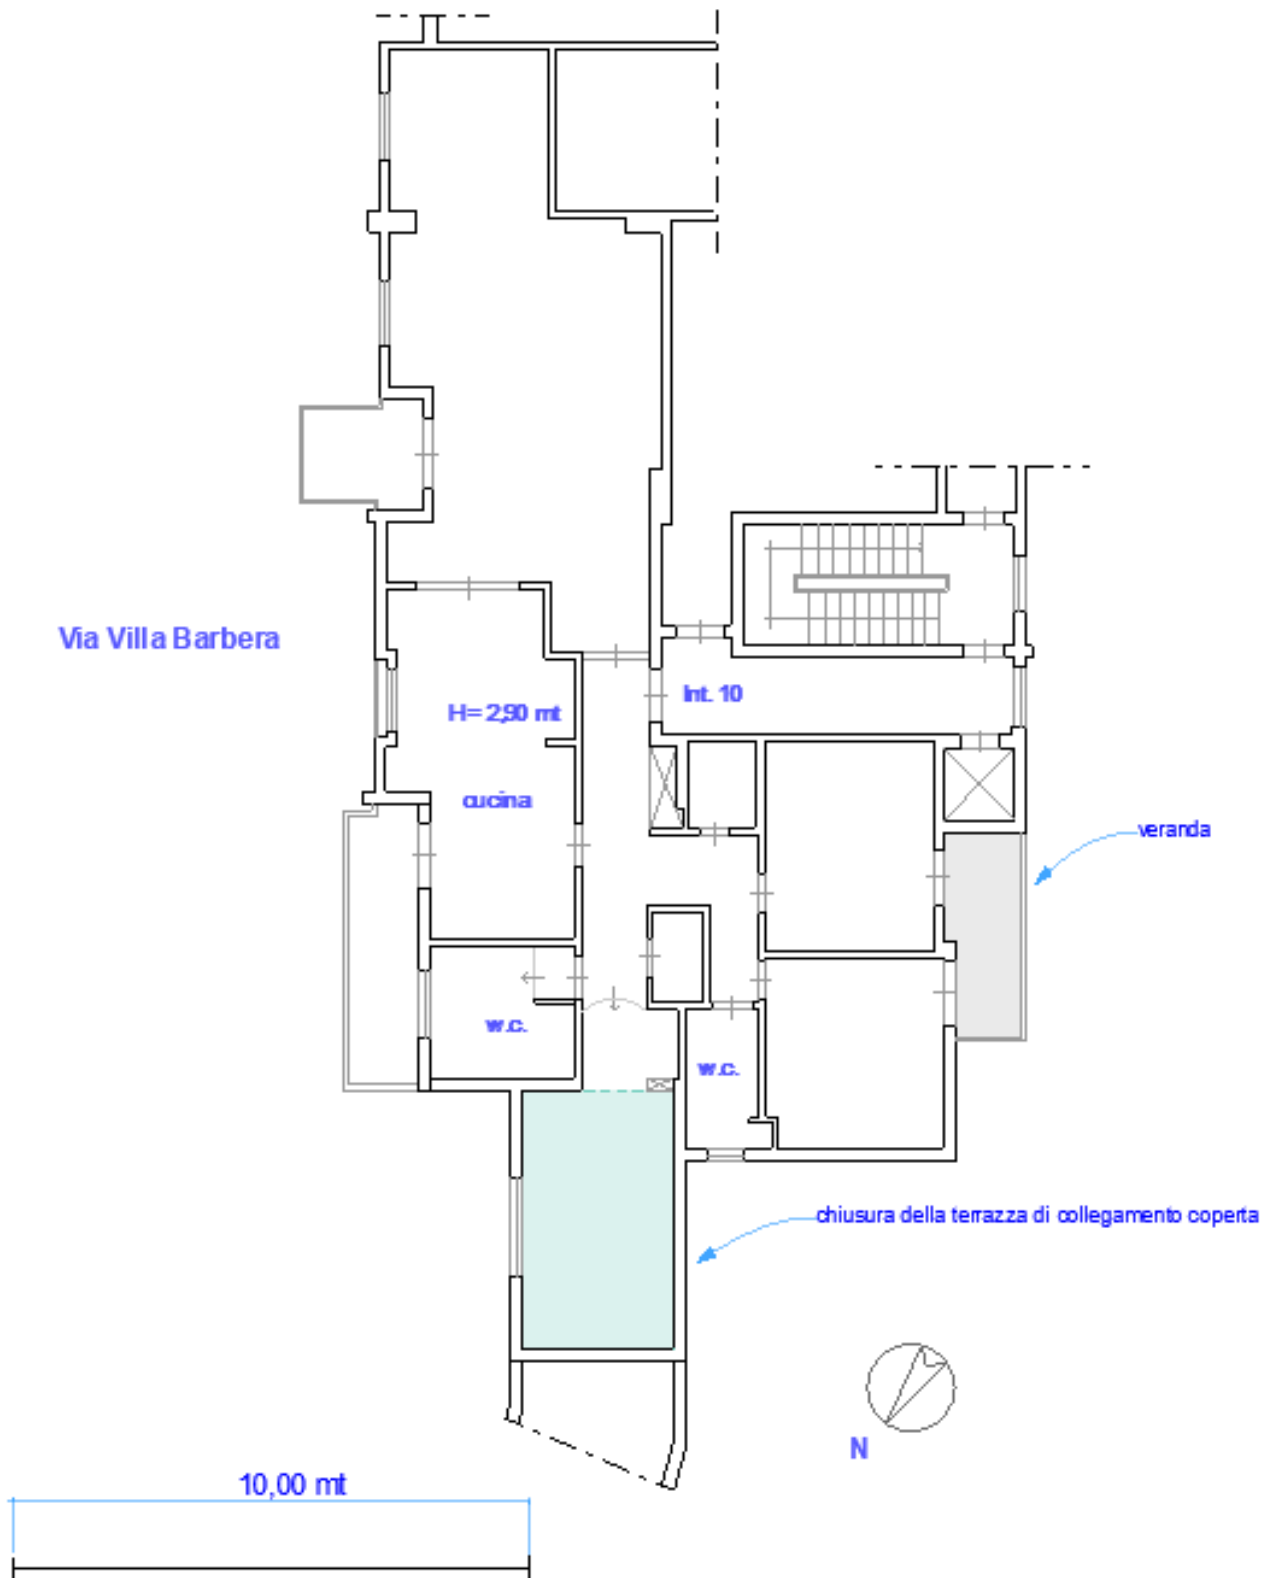 Via Villa Barbera
Int. 10
H= 2,90 mt
cucina
veranda
w.c.
w.c.
chiusura della terrazza di collegamento coperta
N
10,00 mt